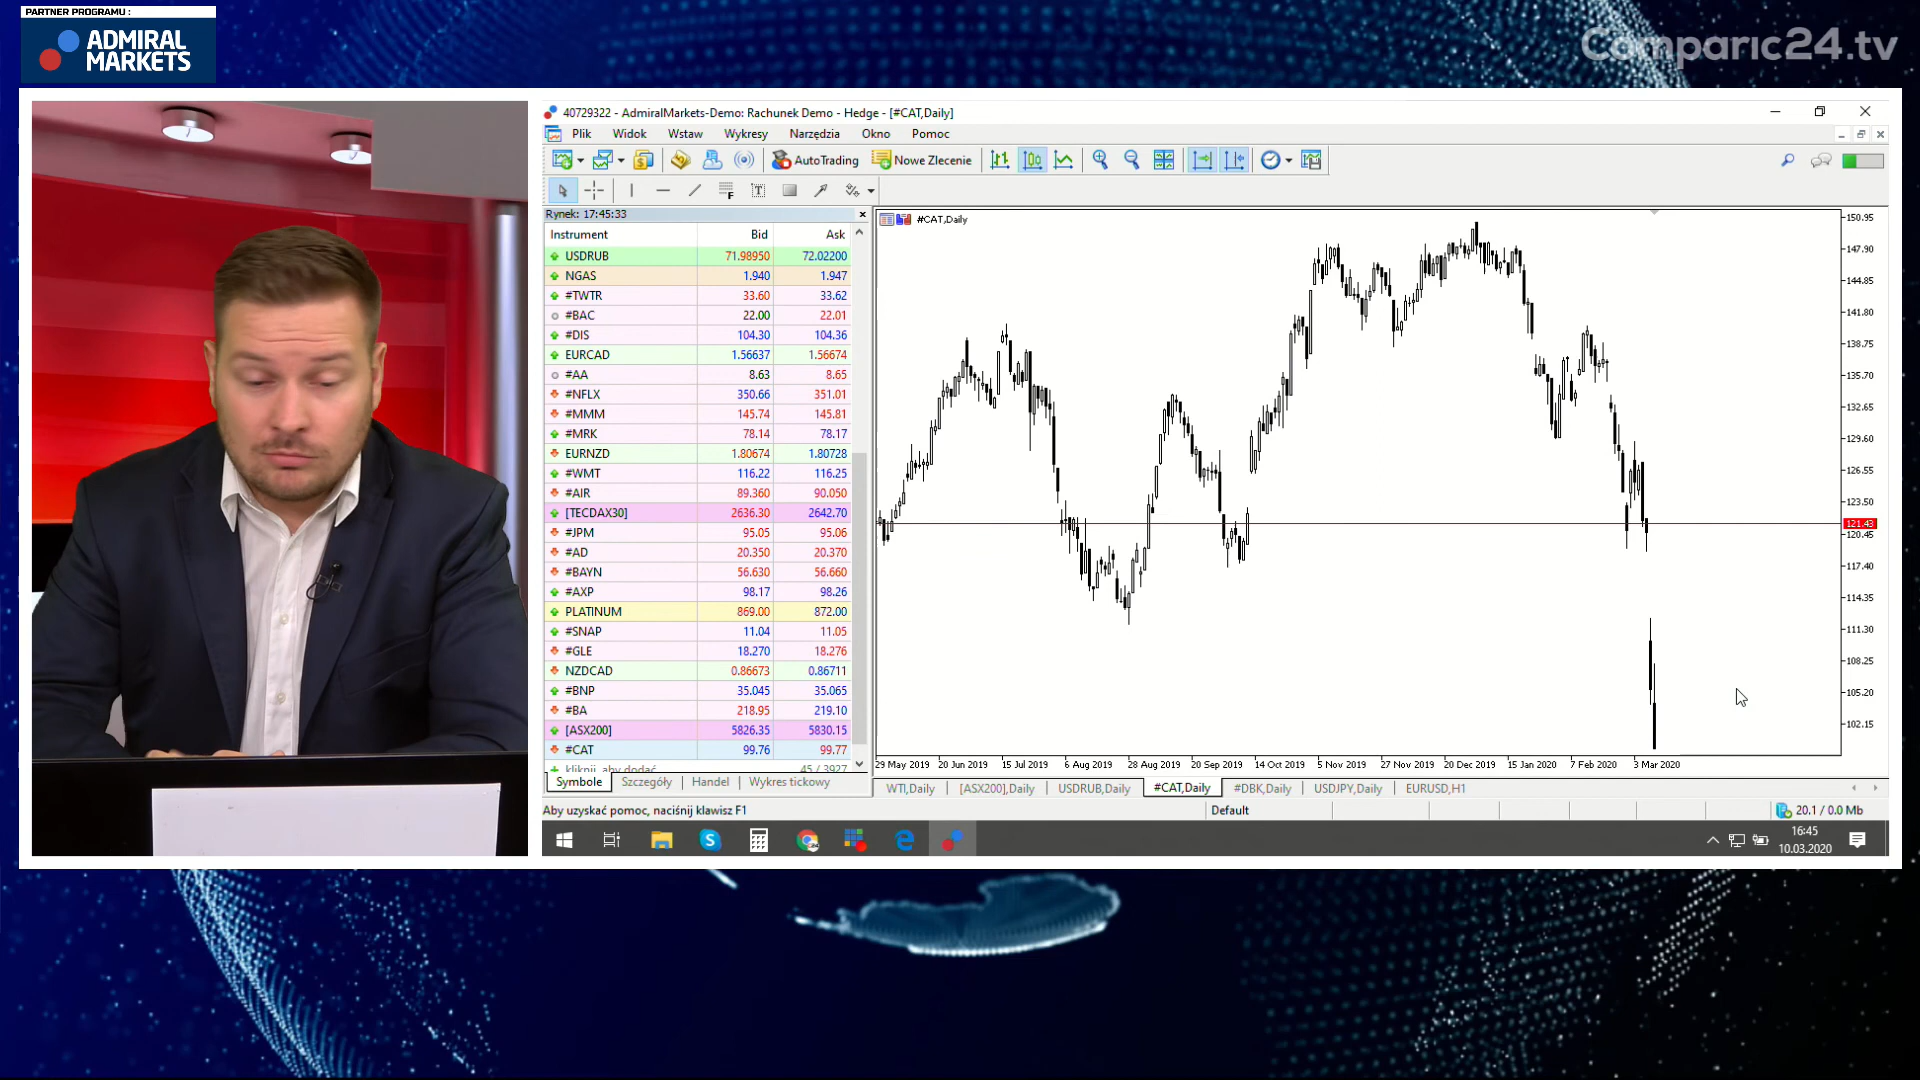 PARTNER PROGRAMU :
ADMIRAL
MARKETS
Comparic24.tv
40729322 - AdmiralMarkets-Demo: Rachunek Demo - Hedge - [#CAT,Daily]
Plik Widok Wstaw Wykresy Narzędzia Okno Pomoc
AutoTrading Nowe Zlecenie
Rynek: 17:45:33
Instrument Bid Ask
USDRUB 71.98950 72.02200
NGAS 1.940 1.947
#TWTR 33.60 33.62
#BAC 22.00 22.01
#DIS 104.30 104.36
EURCAD 1.56637 1.56674
#AA 8.63 8.65
#NFLX 350.66 351.01
#MMM 145.74 145.81
#MRK 78.14 78.17
EURNZD 1.80674 1.80728
#WMT 116.22 116.25
#AIR 89.360 90.050
[TECDAX30] 2636.30 2642.70
#JPM 95.05 95.06
#AD 20.350 20.370
#BAYN 56.630 56.660
#AXP 98.17 98.26
PLATINUM 869.00 872.00
#SNAP 11.04 11.05
#GLE 18.270 18.276
NZDCAD 0.86673 0.86711
#BNP 35.045 35.065
#BA 218.95 219.10
[ASX200] 5826.35 5830.15
#CAT 99.76 99.77
kliknij, aby dodać 45 / 3927
Symbole Szczegóły Handel Wykres tickowy
#CAT,Daily
150.95
147.90
144.85
141.80
138.75
135.70
132.65
129.60
126.55
123.50
121.43
120.45
117.40
114.35
111.30
108.25
105.20
102.15
29 May 2019 20 Jun 2019 15 Jul 2019 6 Aug 2019 28 Aug 2019 20 Sep 2019 14 Oct 2019 5 Nov 2019 27 Nov 2019 20 Dec 2019 15 Jan 2020 7 Feb 2020 3 Mar 2020
WTI,Daily [ASX200],Daily USDRUB,Daily #CAT,Daily #DBK,Daily USDJPY,Daily EURUSD,H1
Aby uzyskać pomoc, naciśnij klawisz F1 Default 20.1 / 0.0 Mb
16:45
10.03.2020